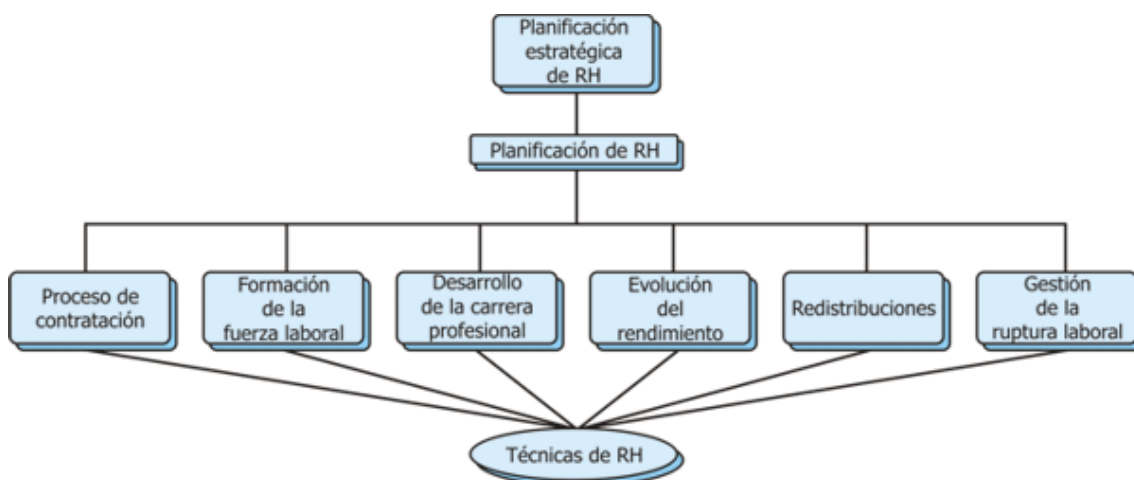 Planificación
estratégica
de RH
Planificación de RH
Proceso de
contratación
Formación
de la
fuerza laboral
Desarrollo
de la carrera
profesional
Evolución
del
rendimiento
Redistribuciones
Gestión
de la
ruptura laboral
Técnicas de RH